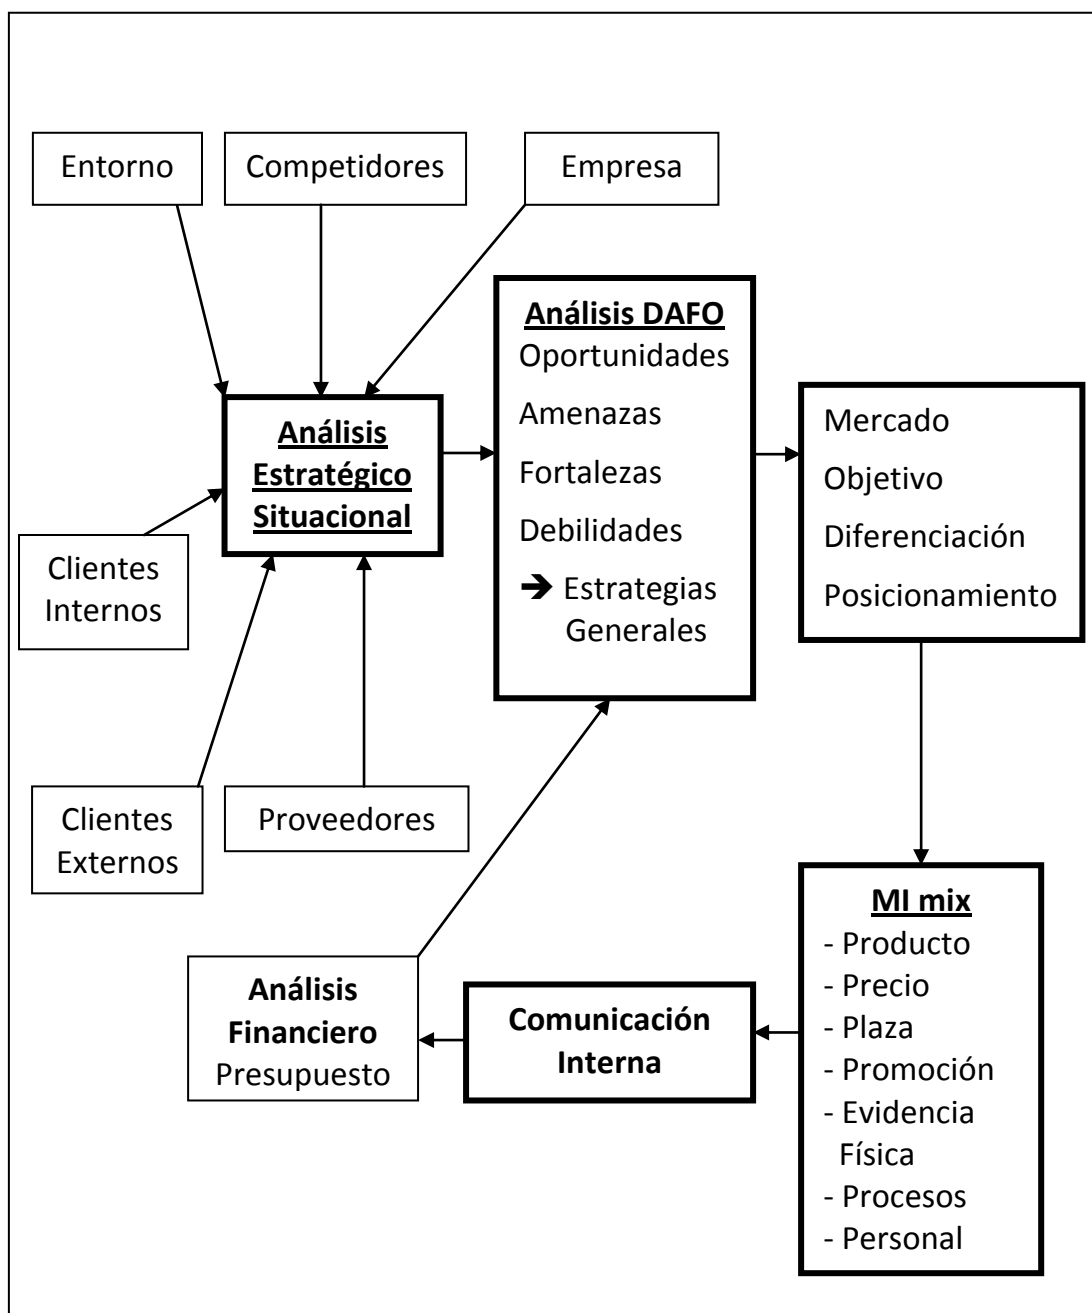 Entorno
Competidores
Empresa
Análisis DAFO
Oportunidades
Amenazas
Fortalezas
Debilidades
➔ Estrategias
Generales
Análisis
Estratégico
Situacional
Mercado
Objetivo
Diferenciación
Posicionamiento
Clientes
Internos
Clientes
Externos
Proveedores
MI mix
- Producto
- Precio
- Plaza
- Promoción
- Evidencia
Física
- Procesos
- Personal
Comunicación
Interna
Análisis
Financiero
Presupuesto